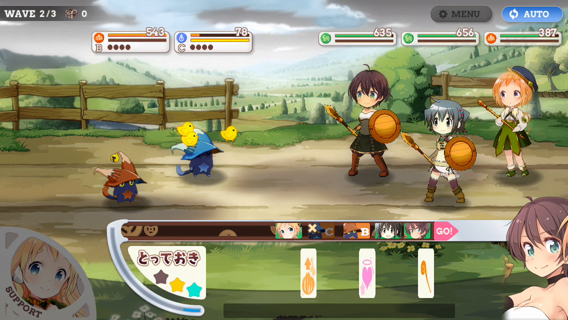 WAVE 2/3 0
MENU
AUTO
543
B
78
C
635
656
387
C
B
GO!
とっておき
SUPPORT